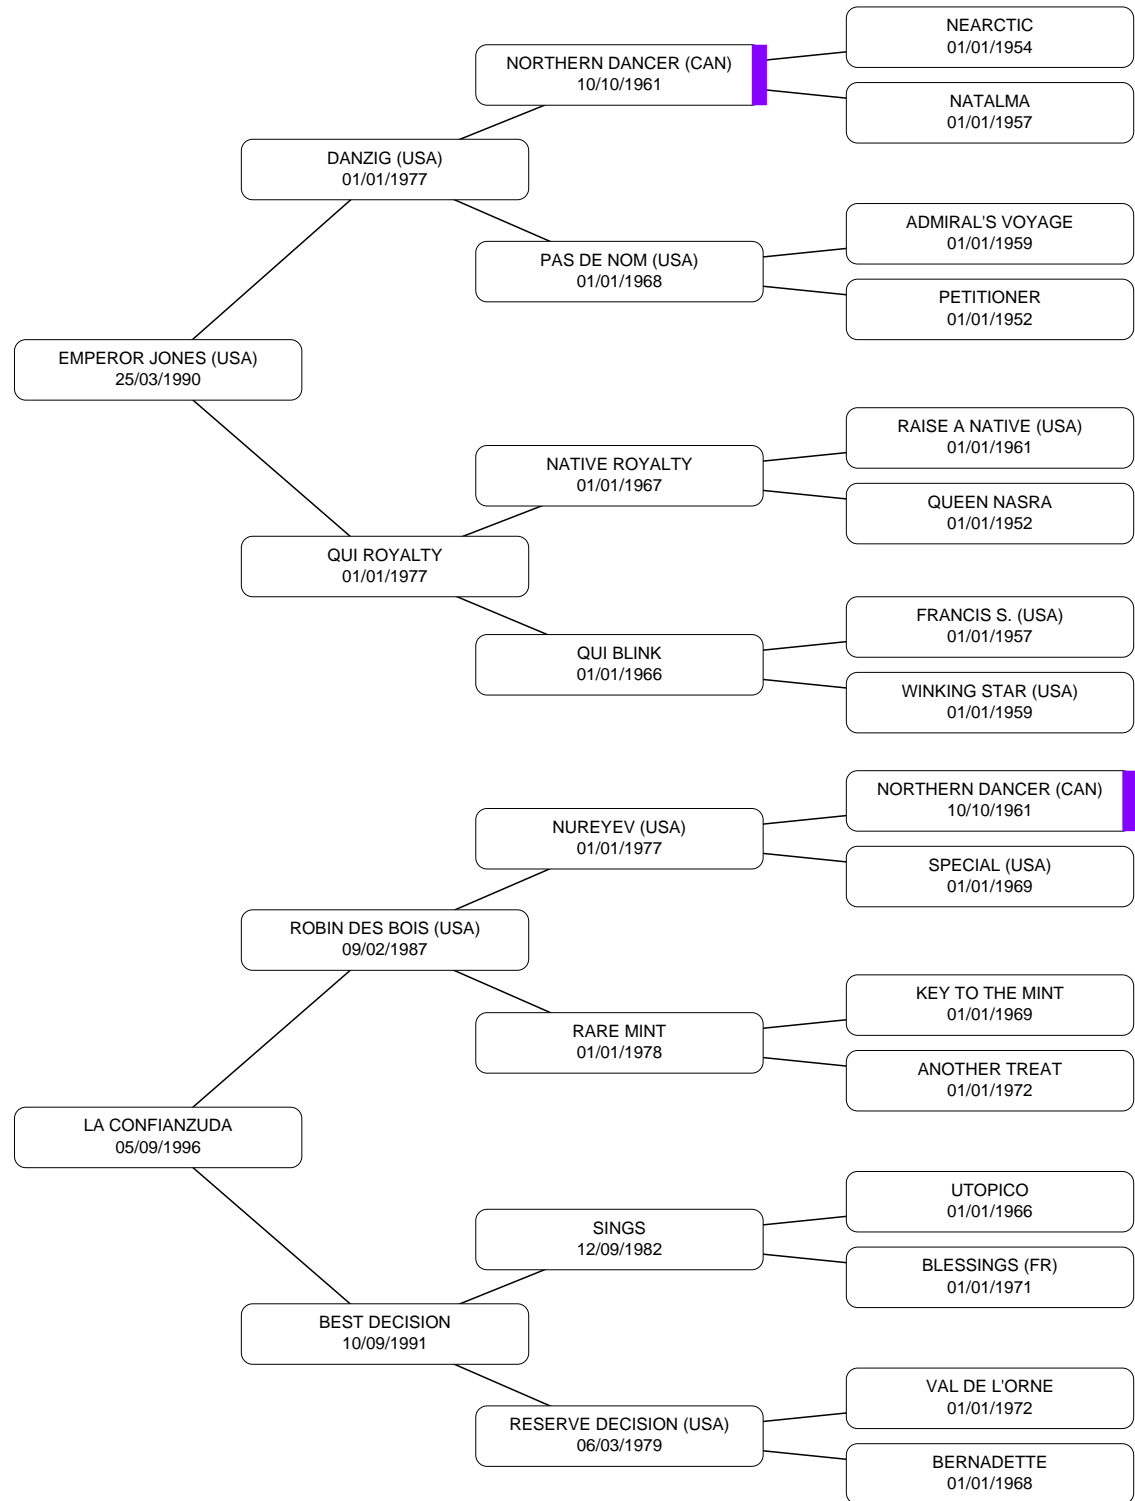 NEARCTIC
01/01/1954
NORTHERN DANCER (CAN)
10/10/1961
NATALMA
01/01/1957
DANZIG (USA)
01/01/1977
ADMIRAL'S VOYAGE
01/01/1959
PAS DE NOM (USA)
01/01/1968
PETITIONER
01/01/1952
EMPEROR JONES (USA)
25/03/1990
RAISE A NATIVE (USA)
01/01/1961
NATIVE ROYALTY
01/01/1967
QUEEN NASRA
01/01/1952
QUI ROYALTY
01/01/1977
FRANCIS S. (USA)
01/01/1957
QUI BLINK
01/01/1966
WINKING STAR (USA)
01/01/1959
NORTHERN DANCER (CAN)
10/10/1961
NUREYEV (USA)
01/01/1977
SPECIAL (USA)
01/01/1969
ROBIN DES BOIS (USA)
09/02/1987
KEY TO THE MINT
01/01/1969
RARE MINT
01/01/1978
ANOTHER TREAT
01/01/1972
LA CONFIANZUDA
05/09/1996
UTOPICO
01/01/1966
SINGS
12/09/1982
BLESSINGS (FR)
01/01/1971
BEST DECISION
10/09/1991
VAL DE L'ORNE
01/01/1972
RESERVE DECISION (USA)
06/03/1979
BERNADETTE
01/01/1968